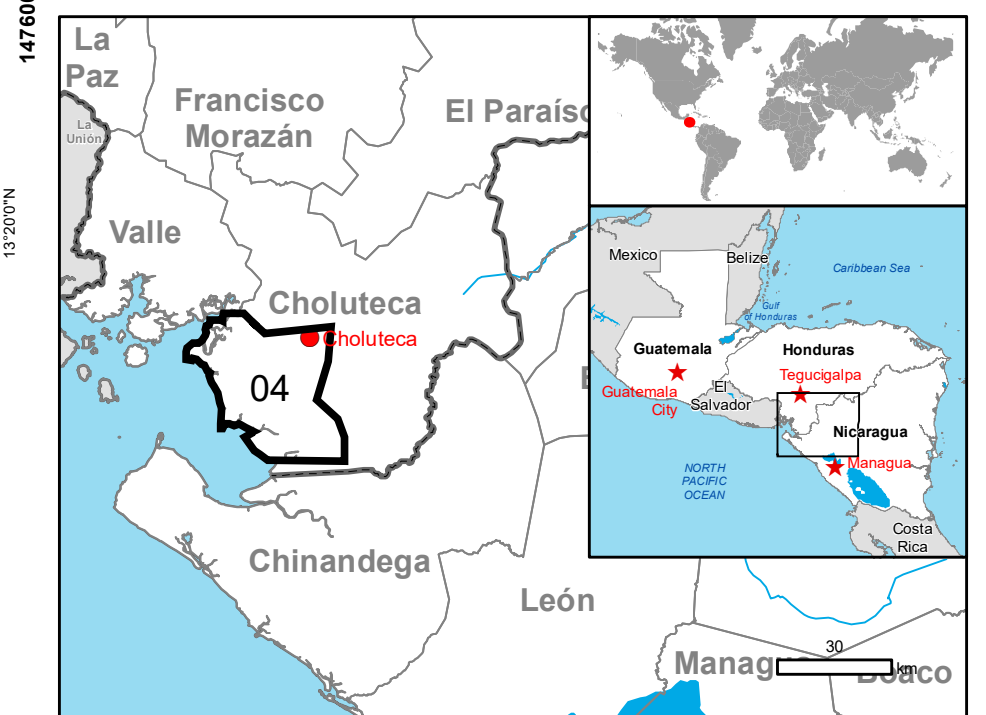 147600
La
Paz
Francisco
Morazán
El Paraíso
La
Unión
13°20'0"N
Valle
Choluteca
Choluteca
04
Chinandega
León
Managu
Boaco
30
km
Mexico
Belize
Caribbean Sea
Gulf
of Honduras
Guatemala
Honduras
Tegucigalpa
Guatemala
City
El
Salvador
Nicaragua
Managua
NORTH
PACIFIC
OCEAN
Costa
Rica